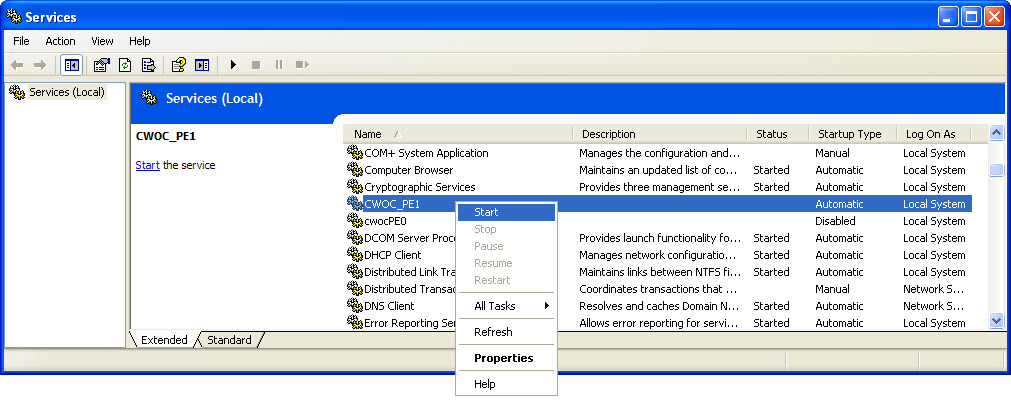 Services
File Action View Help
Services (Local)
Services (Local)
CWOC_PE1
Start the service
Name Description Status Startup Type Log On As
COM+ System Application Manages the configuration and... Manual Local System
Computer Browser Maintains an updated list of co... Started Automatic Local System
Cryptographic Services Provides three management se... Started Automatic Local System
CWOC_PE1 Automatic Local System
cwocPE0 Disabled Local System
DCOM Server Proc Provides launch functionality fo... Started Automatic Local System
DHCP Client Manages network configuratio... Started Automatic Local System
Distributed Link Tra Maintains links between NTFS fi... Started Automatic Local System
Distributed Transac Coordinates transactions that ... Manual Network S...
DNS Client Resolves and caches Domain N... Started Automatic Network S...
Error Reporting Ser Allows error reporting for servi... Started Automatic Local System
Start
Stop
Pause
Resume
Restart
All Tasks
Refresh
Properties
Help
Extended Standard